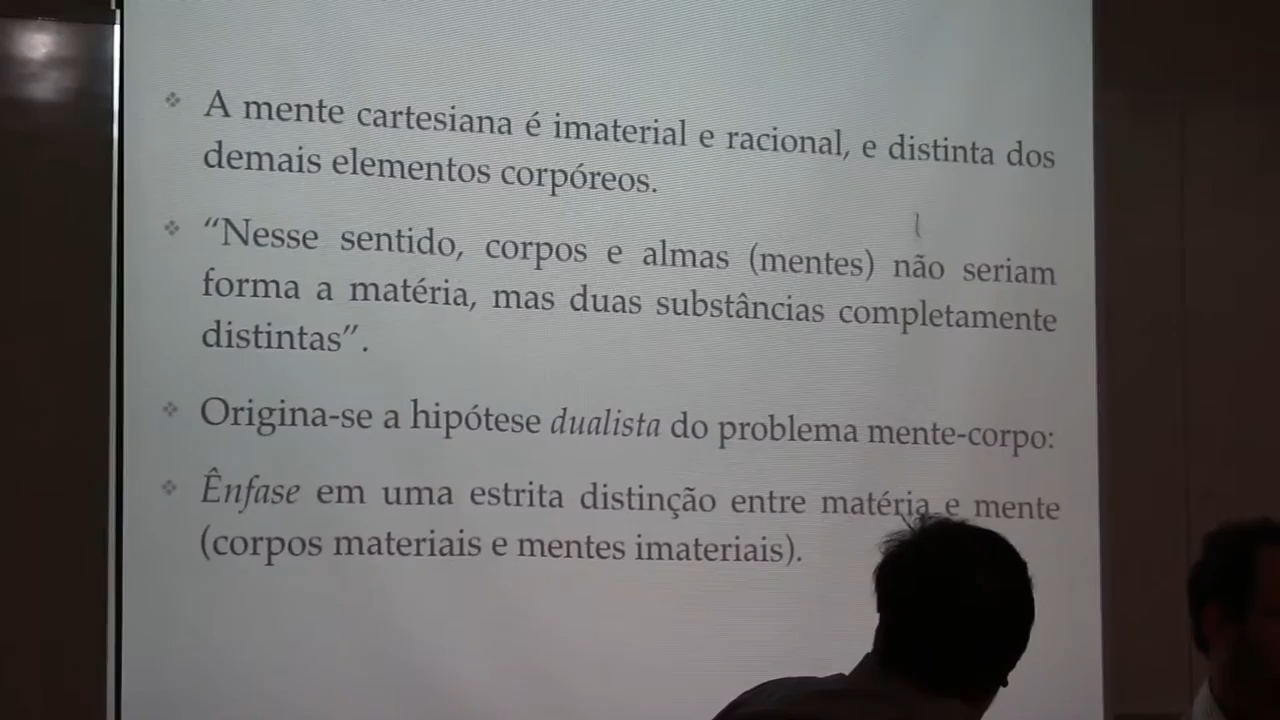 A mente cartesiana é imaterial e racional, e distinta dos
demais elementos corpóreos.
“Nesse sentido, corpos e almas (mentes) não seriam
forma a matéria, mas duas substâncias completamente
distintas”.
Origina-se a hipótese dualista do problema mente-corpo:
Ênfase em uma estrita distinção entre matéria e mente
(corpos materiais e mentes imateriais).